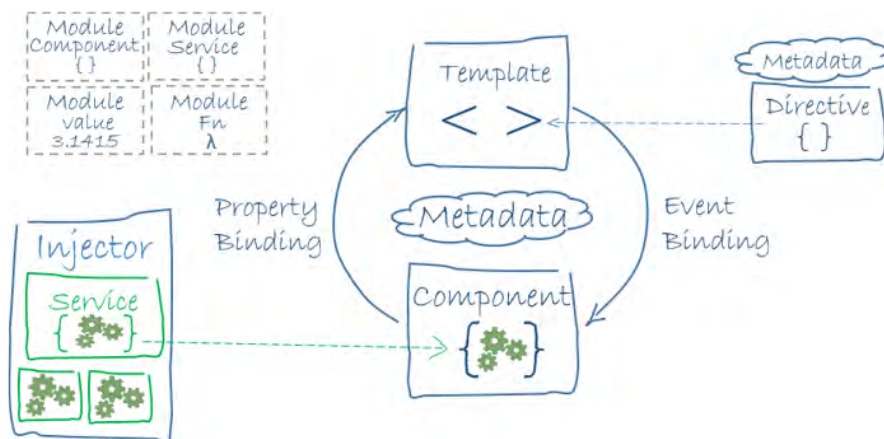 Module
Component
{ }
Module
Service
{ }
Module
value
3.1415
Module
Fn
λ
Template
< >
Metadata
Directive
{ }
Property
Binding
Metadata
Event
Binding
Injector
Service
{ }
Component
{ }